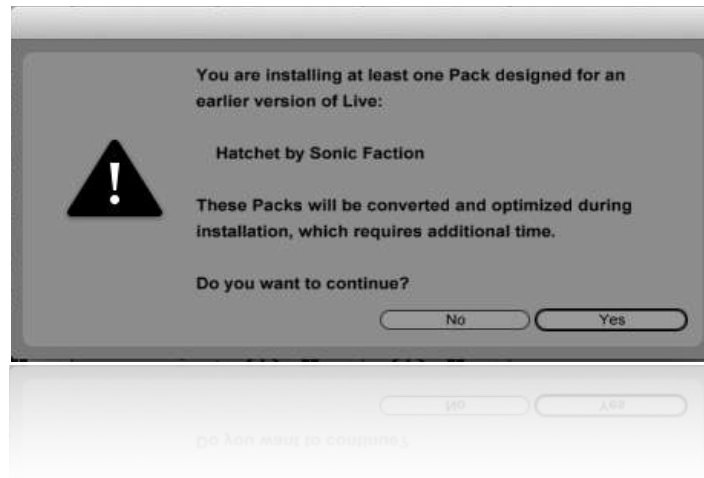 You are installing at least one Pack designed for an
earlier version of Live:
Hatchet by Sonic Faction
These Packs will be converted and optimized during
installation, which requires additional time.
Do you want to continue?
No
Yes